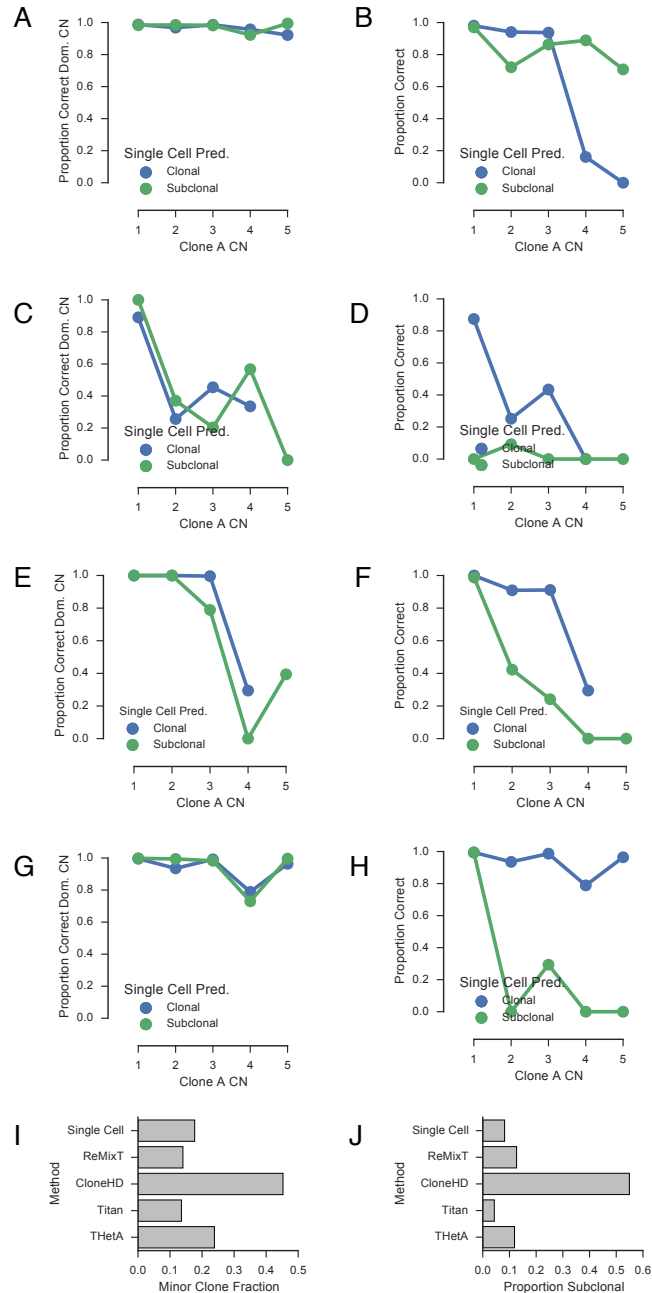 A
Proportion Correct Dom. CN
1.0
0.8
0.6
0.4
0.2
0.0
Single Cell Pred.
Clonal
Subclonal
1 2 3 4 5
Clone A CN
B
Proportion Correct
1.0
0.8
0.6
0.4
0.2
0.0
Single Cell Pred.
Clonal
Subclonal
1 2 3 4 5
Clone A CN
C
Proportion Correct Dom. CN
1.0
0.8
0.6
0.4
0.2
0.0
Single Cell Pred.
Clonal
Subclonal
1 2 3 4 5
Clone A CN
D
Proportion Correct
1.0
0.8
0.6
0.4
0.2
0.0
Single Cell Pred.
Clonal
Subclonal
1 2 3 4 5
Clone A CN
E
Proportion Correct Dom. CN
1.0
0.8
0.6
0.4
0.2
0.0
Single Cell Pred.
Clonal
Subclonal
1 2 3 4 5
Clone A CN
F
Proportion Correct
1.0
0.8
0.6
0.4
0.2
0.0
Single Cell Pred.
Clonal
Subclonal
1 2 3 4 5
Clone A CN
G
Proportion Correct Dom. CN
1.0
0.8
0.6
0.4
0.2
0.0
Single Cell Pred.
Clonal
Subclonal
1 2 3 4 5
Clone A CN
H
Proportion Correct
1.0
0.8
0.6
0.4
0.2
0.0
Single Cell Pred.
Clonal
Subclonal
1 2 3 4 5
Clone A CN
I
Method
Single Cell
ReMixT
CloneHD
Titan
THetA
0.0 0.1 0.2 0.3 0.4 0.5
Minor Clone Fraction
J
Method
Single Cell
ReMixT
CloneHD
Titan
THetA
0.0 0.1 0.2 0.3 0.4 0.5 0.6
Proportion Subclonal